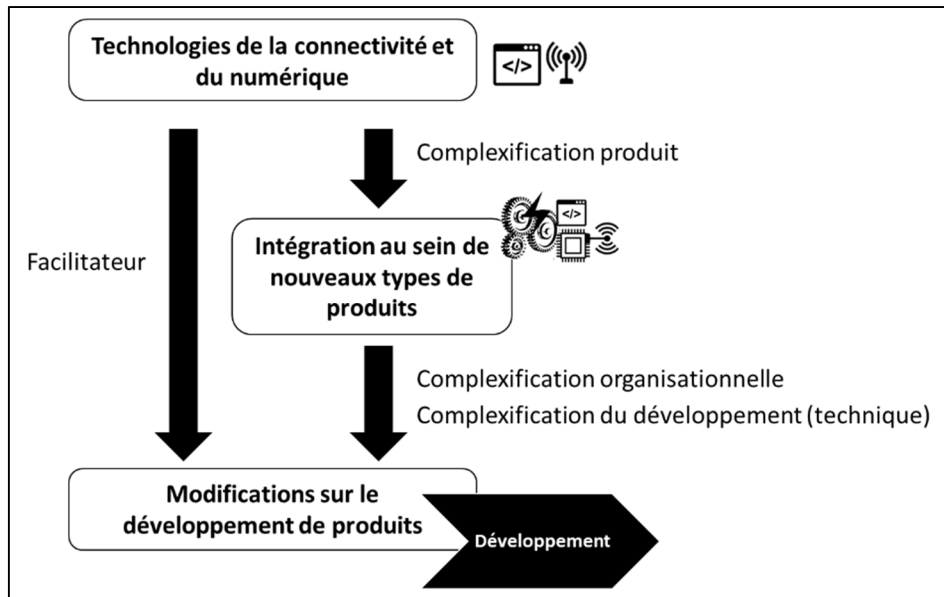 Technologies de la connectivité et
du numérique
</>
Complexification produit
</>
Intégration au sein de
nouveaux types de
produits
Facilitateur
Complexification organisationnelle
Complexification du développement (technique)
Modifications sur le
développement de produits
Développement